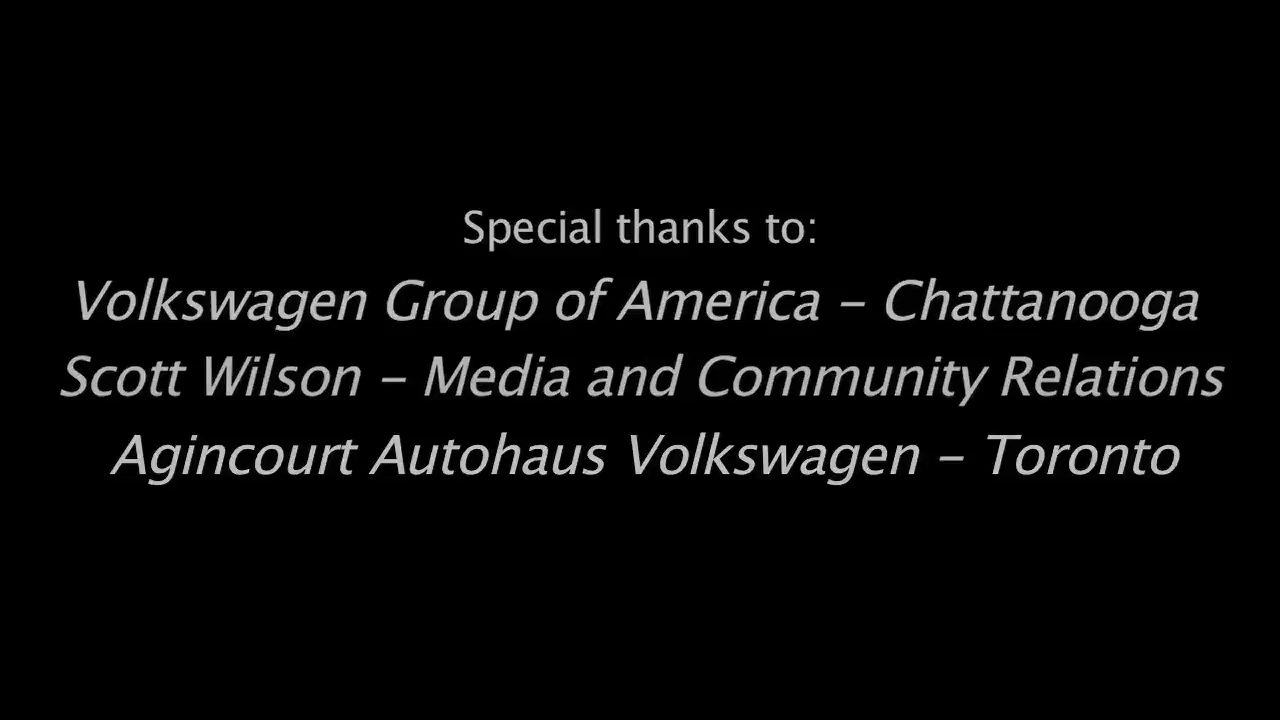 Special thanks to:
Volkswagen Group of America – Chattanooga
Scott Wilson – Media and Community Relations
Agincourt Autohaus Volkswagen – Toronto